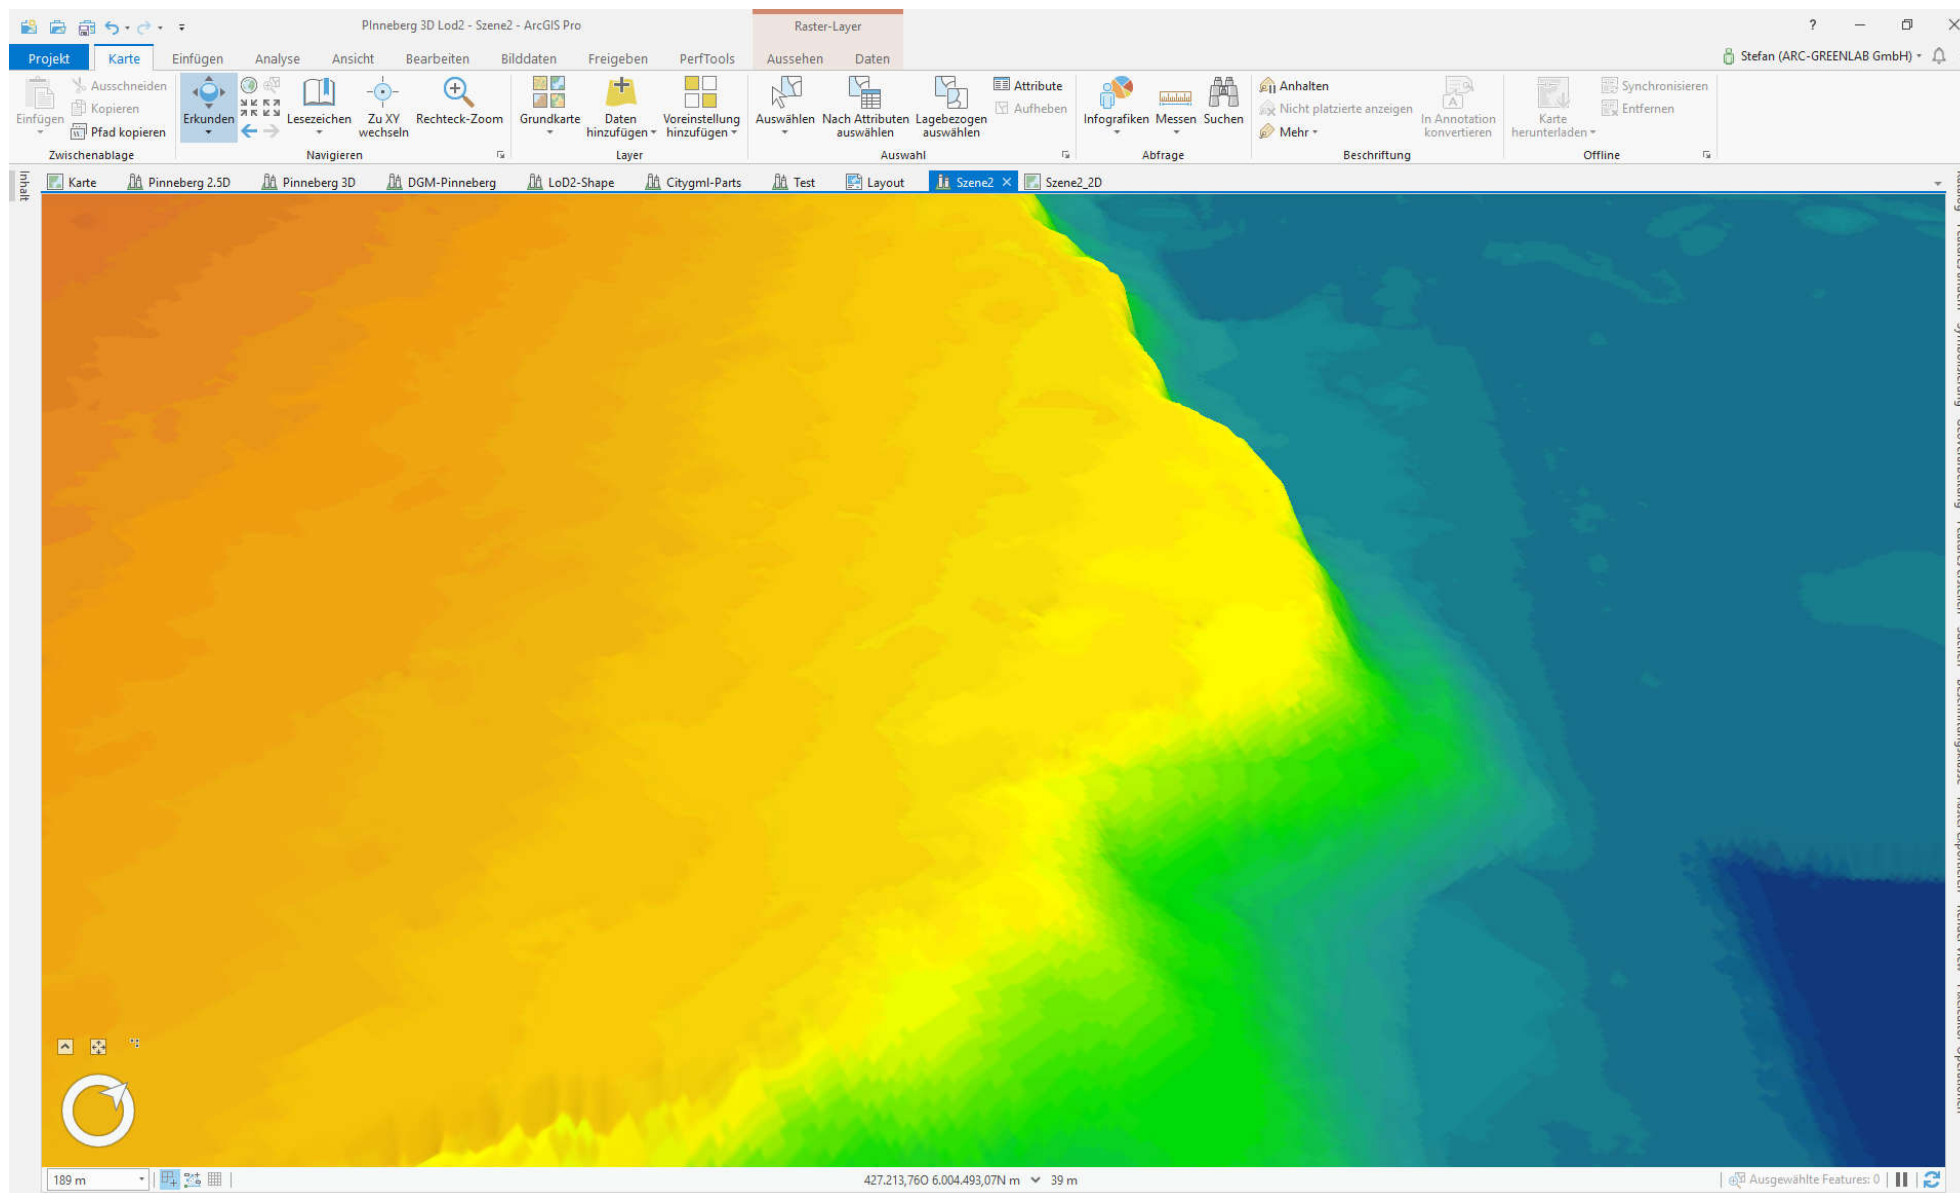 PInneberg 3D Lod2 - Szene2 - ArcGIS Pro
Raster-Layer
?
Projekt Karte Einfügen Analyse Ansicht Bearbeiten Bilddaten Freigeben PerfTools Aussehen Daten
Stefan (ARC-GREENLAB GmbH)
Einfügen
Ausschneiden
Kopieren
Pfad kopieren
Zwischenablage
Erkunden
Lesezeichen
Zu XY
wechseln
Rechteck-Zoom
Navigieren
Grundkarte
Daten
hinzufügen
Voreinstellung
hinzufügen
Layer
Auswählen
Nach Attributen
auswählen
Lagebezogen
auswählen
Attribute
Aufheben
Auswahl
Infografiken
Messen
Suchen
Abfrage
Anhalten
Nicht platzierte anzeigen
Mehr
In Annotation
konvertieren
Beschriftung
Karte
herunterladen
Synchronisieren
Entfernen
Offline
Inhalt
Karte Pinneberg 2.5D Pinneberg 3D DGM-Pinneberg LoD2-Shape Citygml-Parts Test Layout Szene2 Szene2_2D
189 m
427.213,76O 6.004.493,07N m 39 m
Ausgewählte Features: 0